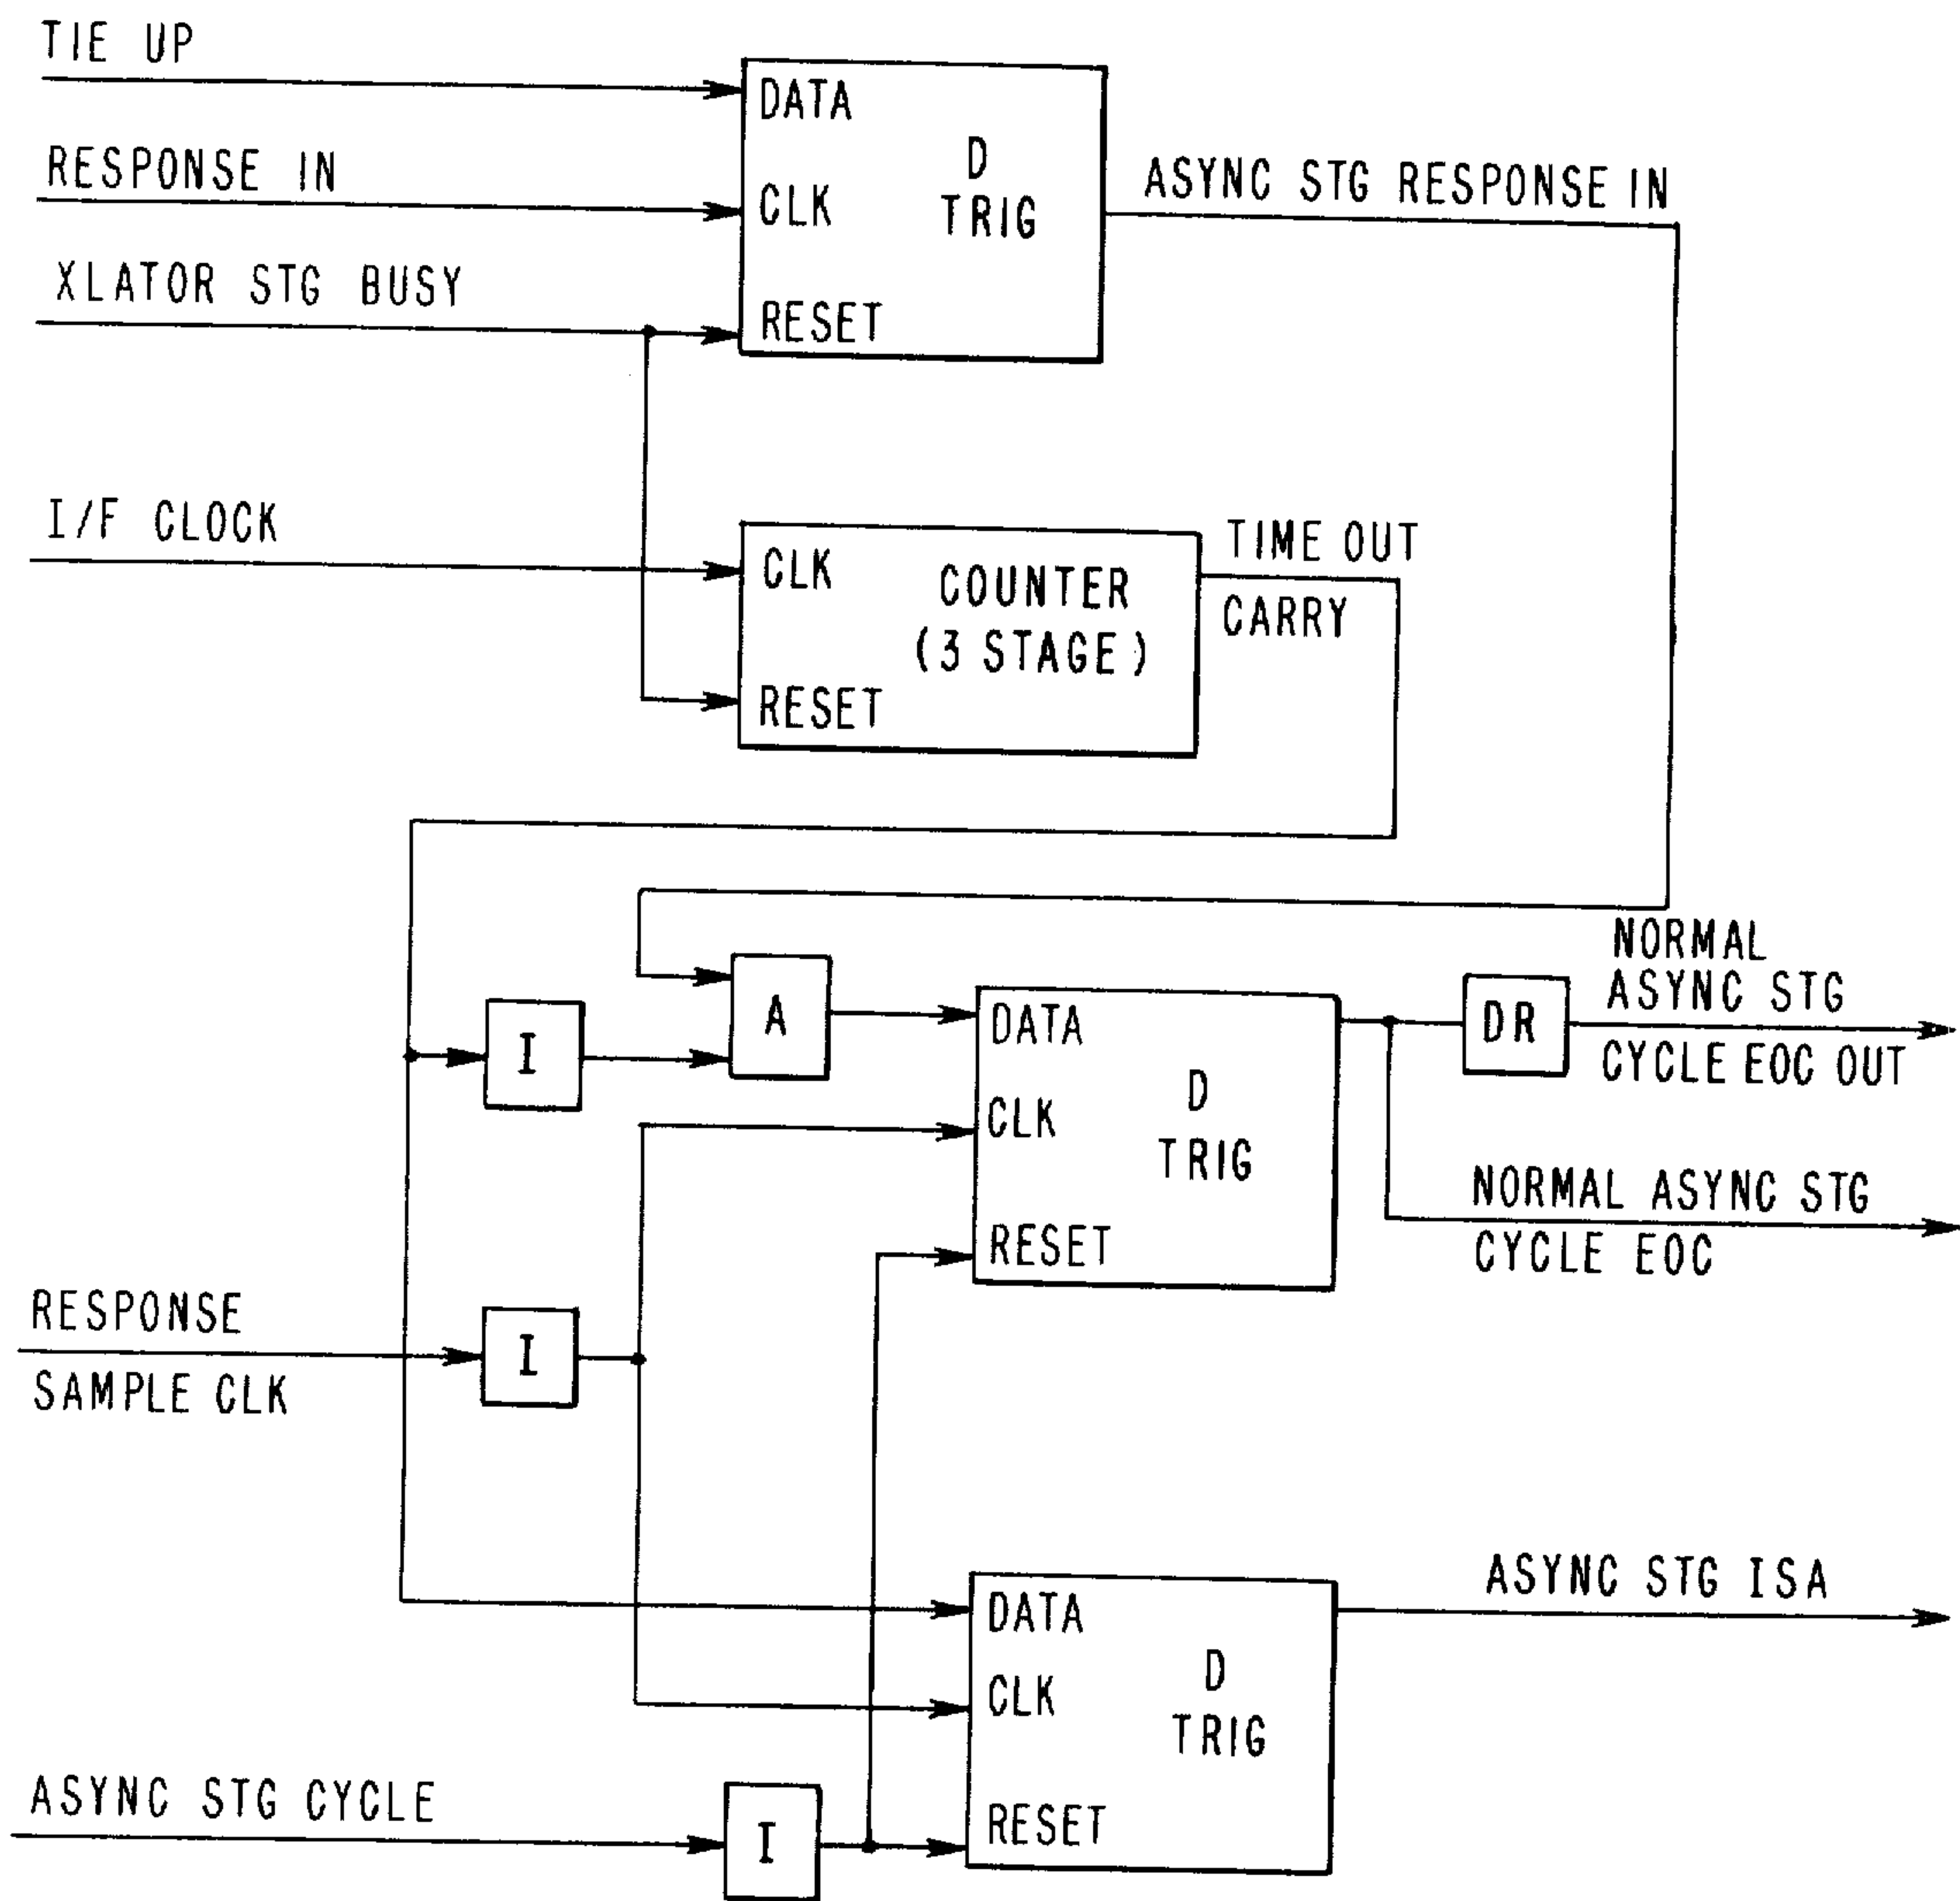 TIE UP
DATA
D
TRIG
RESPONSE IN
CLK
ASYNC STG RESPONSE IN
XLATOR STG BUSY
RESET
I/F CLOCK
CLK
COUNTER
(3 STAGE)
TIME OUT
CARRY
RESET
NORMAL
ASYNC STG
CYCLE EOC OUT
I
A
DATA
D
TRIG
DR
CLK
RESET
NORMAL ASYNC STG
CYCLE EOC
RESPONSE
SAMPLE CLK
I
ASYNC STG ISA
DATA
D
TRIG
CLK
RESET
ASYNC STG CYCLE
I